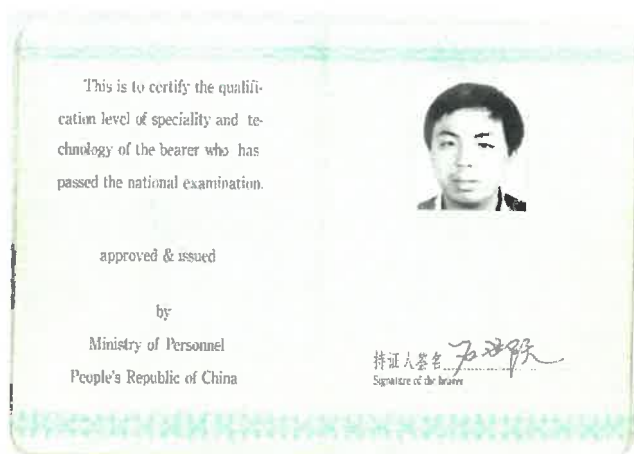 This is to certify the qualifi-
cation level of speciality and te-
chnology of the bearer who has
passed the national examination.
approved & issued
by
Ministry of Personnel
People's Republic of China
持证人签名
Signature of the bearer